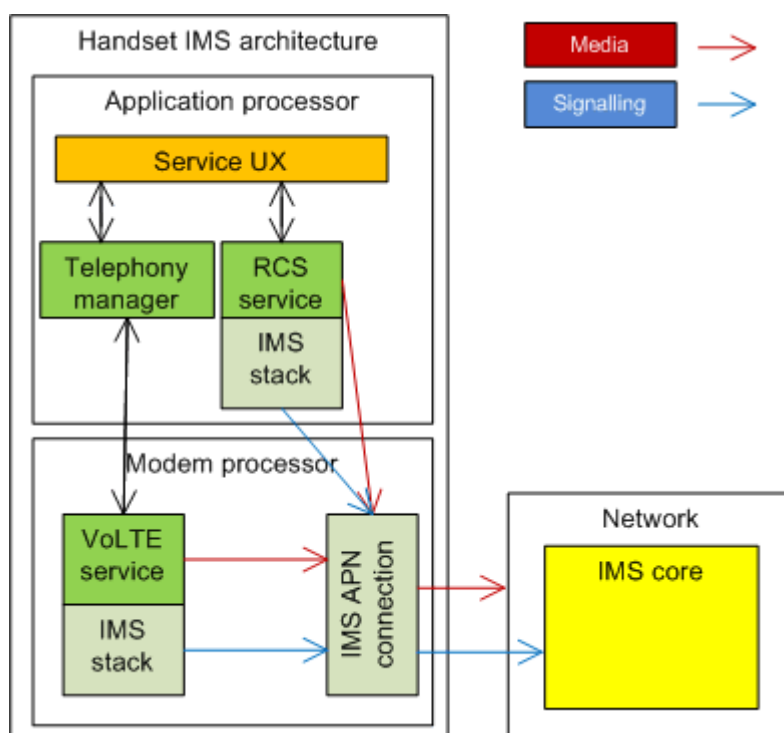 Handset IMS architecture
Media
Signalling
Application processor
Service UX
Telephony
manager
RCS
service
IMS
stack
Modem processor
VoLTE
service
IMS
stack
IMS APN
connection
Network
IMS core